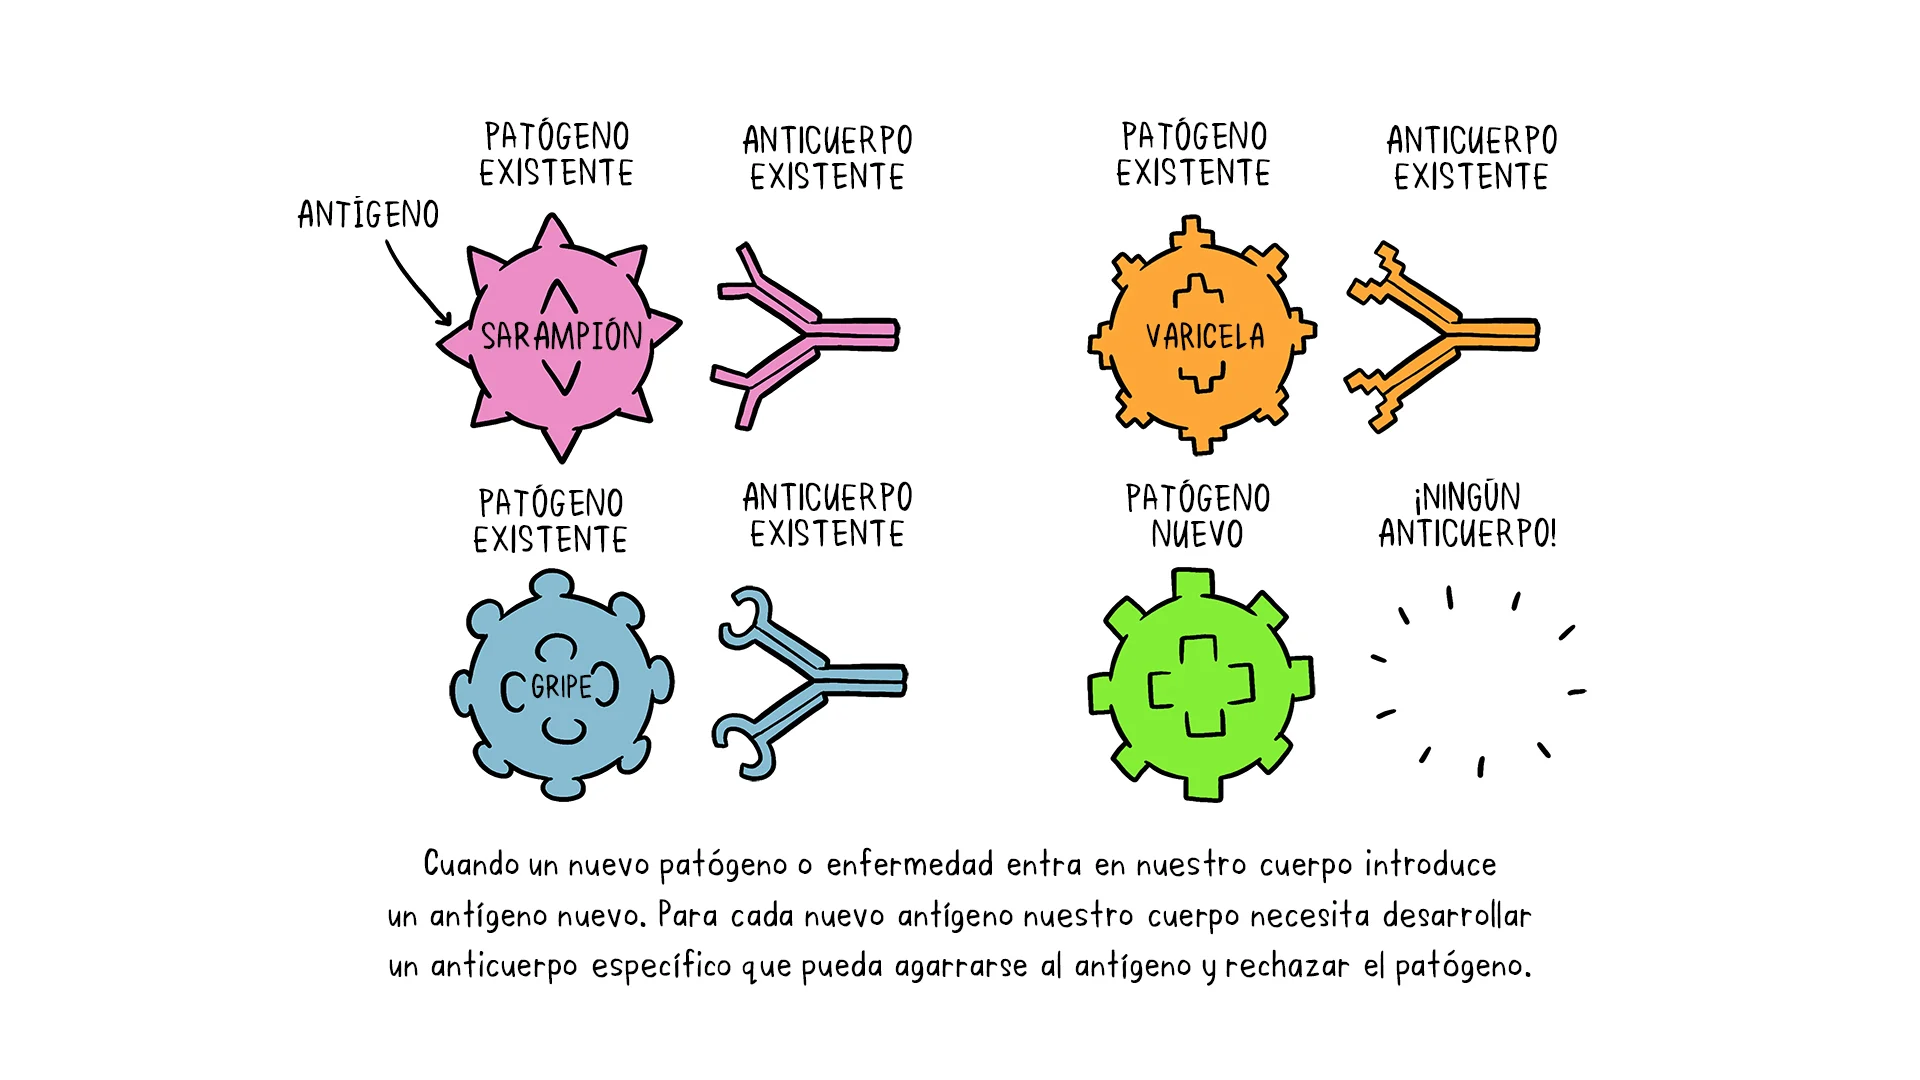 PATÓGENO
EXISTENTE
ANTICUERPO
EXISTENTE
PATÓGENO
EXISTENTE
ANTICUERPO
EXISTENTE
ANTÍGENO
SARAMPIÓN
VARICELA
PATÓGENO
EXISTENTE
ANTICUERPO
EXISTENTE
PATÓGENO
NUEVO
¡NINGÚN
ANTICUERPO!
GRIPE
Cuando un nuevo patógeno o enfermedad entra en nuestro cuerpo introduce
un antígeno nuevo. Para cada nuevo antígeno nuestro cuerpo necesita desarrollar
un anticuerpo específico que pueda agarrarse al antígeno y rechazar el patógeno.